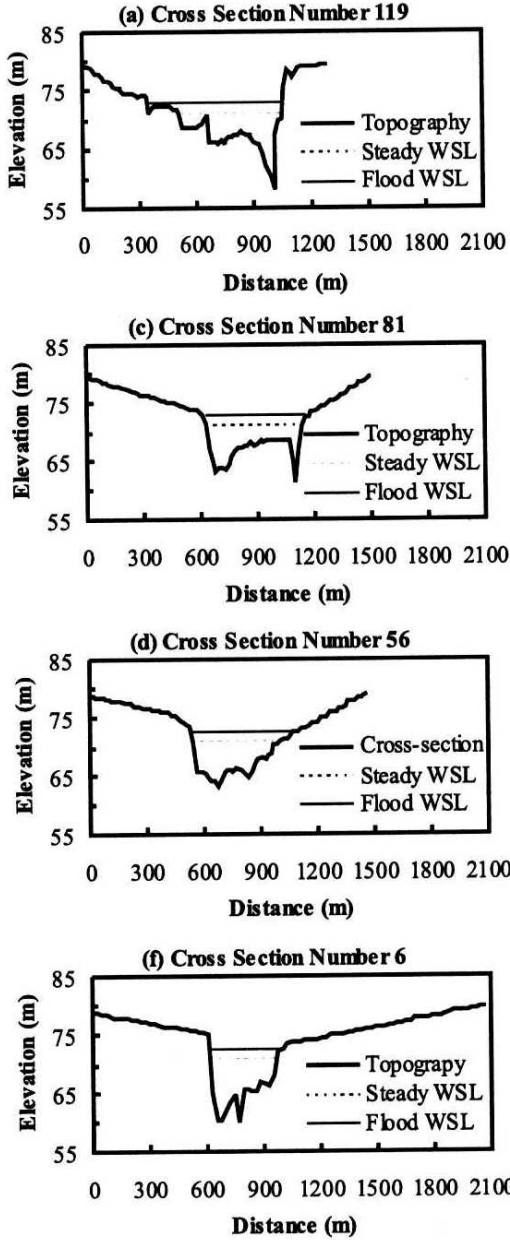 (a) Cross Section Number 119
Elevation (m)
85
75
65
55
Topography
Steady WSL
Flood WSL
0 300 600 900 1200 1500 1800 2100
Distance (m)
(c) Cross Section Number 81
Elevation (m)
85
75
65
55
Topography
Steady WSL
Flood WSL
0 300 600 900 1200 1500 1800 2100
Distance (m)
(d) Cross Section Number 56
Elevation (m)
85
75
65
55
Cross-section
Steady WSL
Flood WSL
0 300 600 900 1200 1500 1800 2100
Distance (m)
(f) Cross Section Number 6
Elevation (m)
85
75
65
55
Topograpy
Steady WSL
Flood WSL
0 300 600 900 1200 1500 1800 2100
Distance (m)